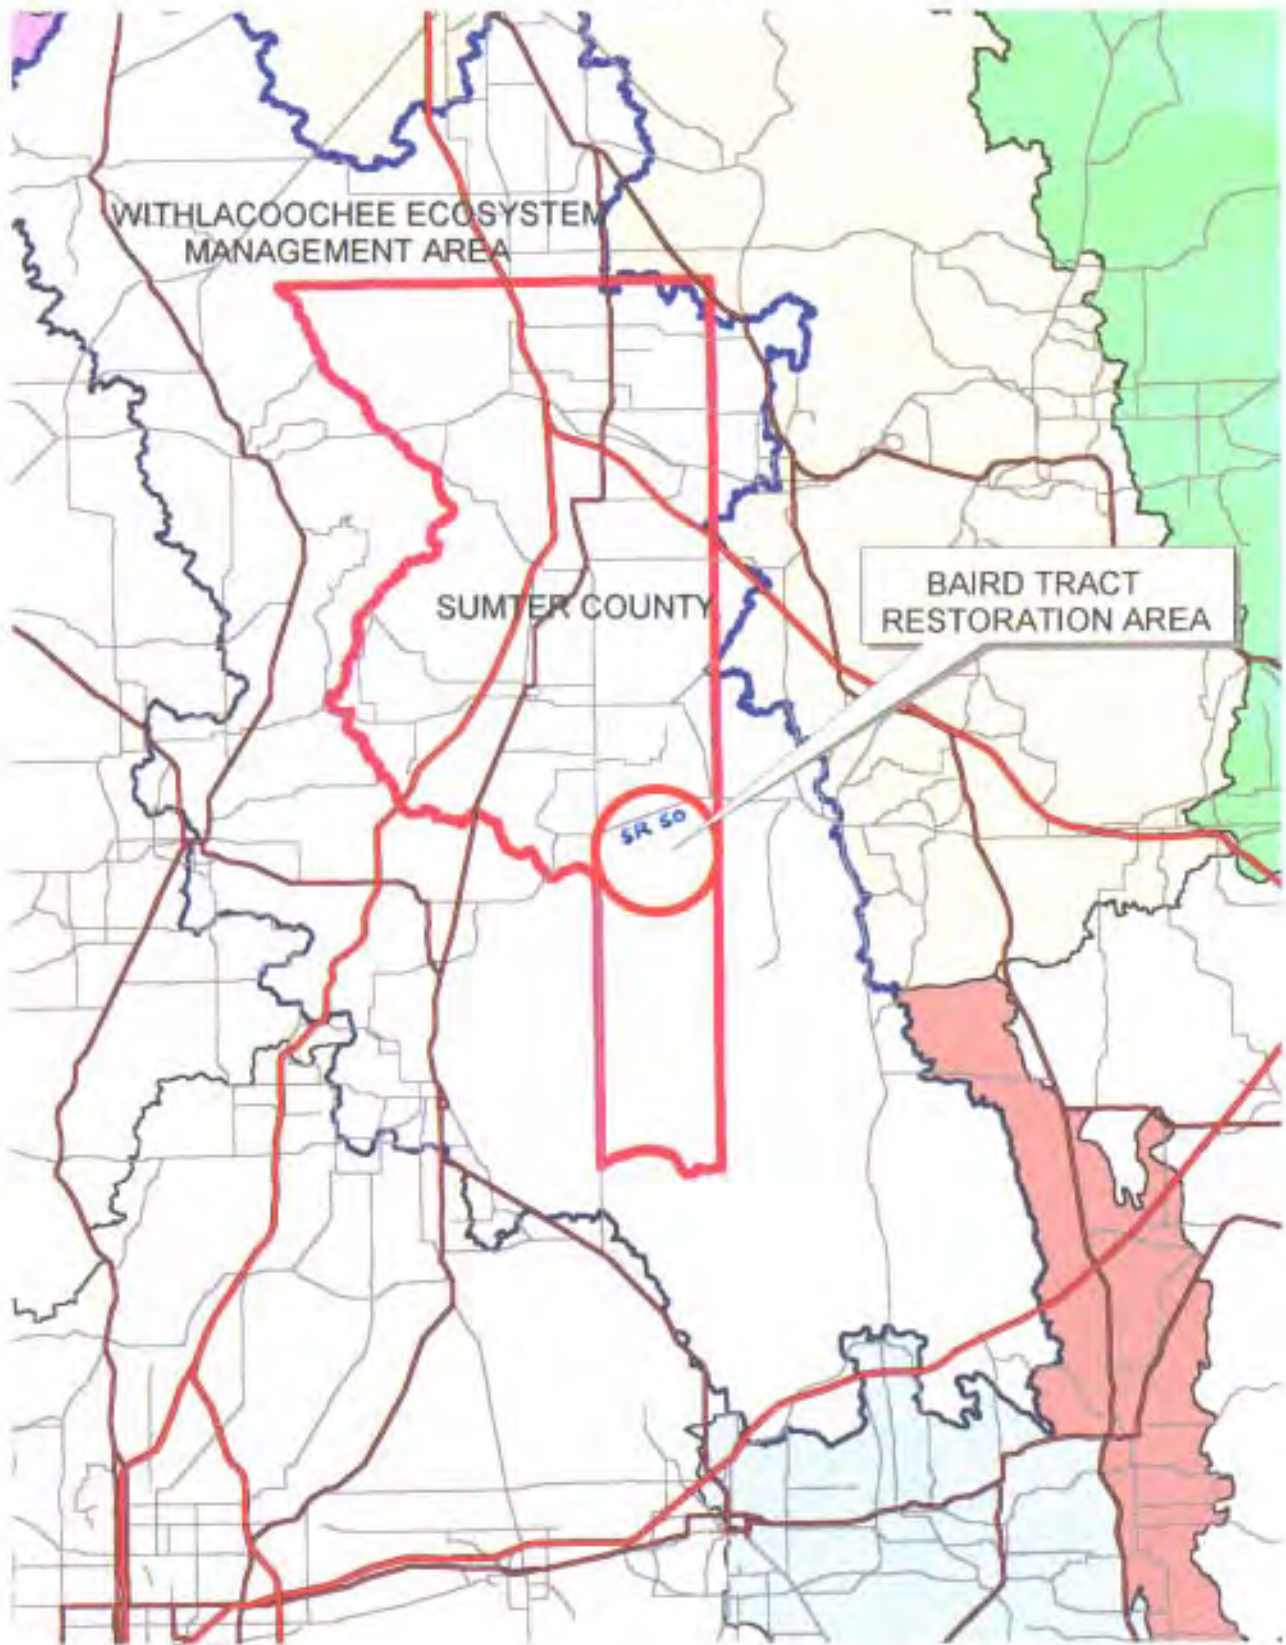 WITHLACOOCHEE ECOSYSTEM
MANAGEMENT AREA
SUMTER COUNTY
BAIRD TRACT
RESTORATION AREA
SR 50